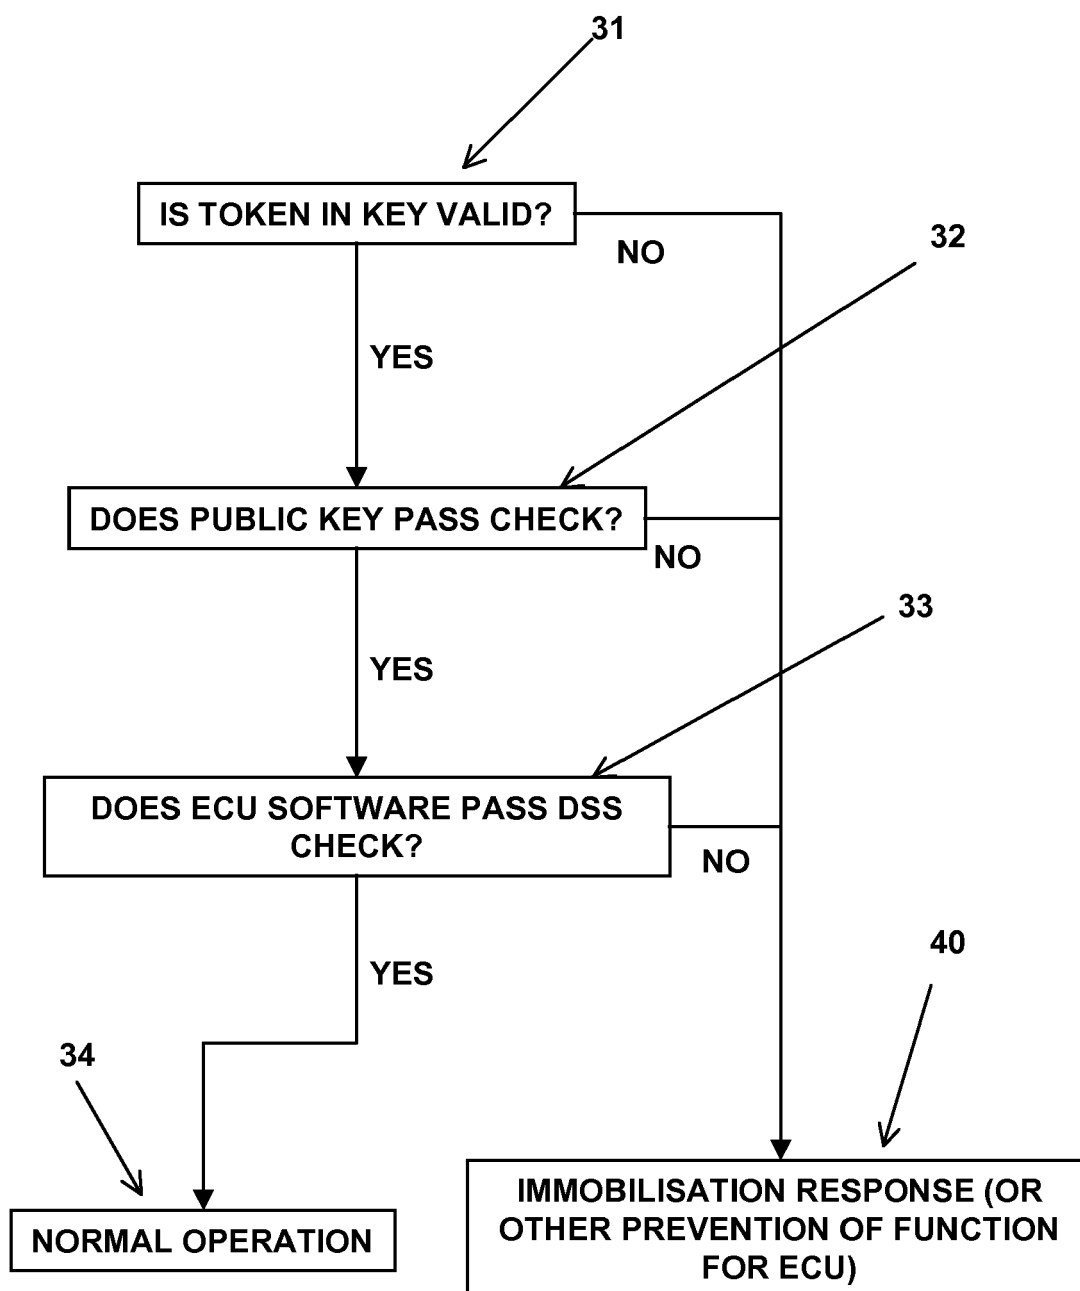 31
IS TOKEN IN KEY VALID?
NO
32
YES
DOES PUBLIC KEY PASS CHECK?
NO
33
YES
DOES ECU SOFTWARE PASS DSS
CHECK?
NO
40
YES
34
IMMOBILISATION RESPONSE (OR
OTHER PREVENTION OF FUNCTION
FOR ECU)
NORMAL OPERATION